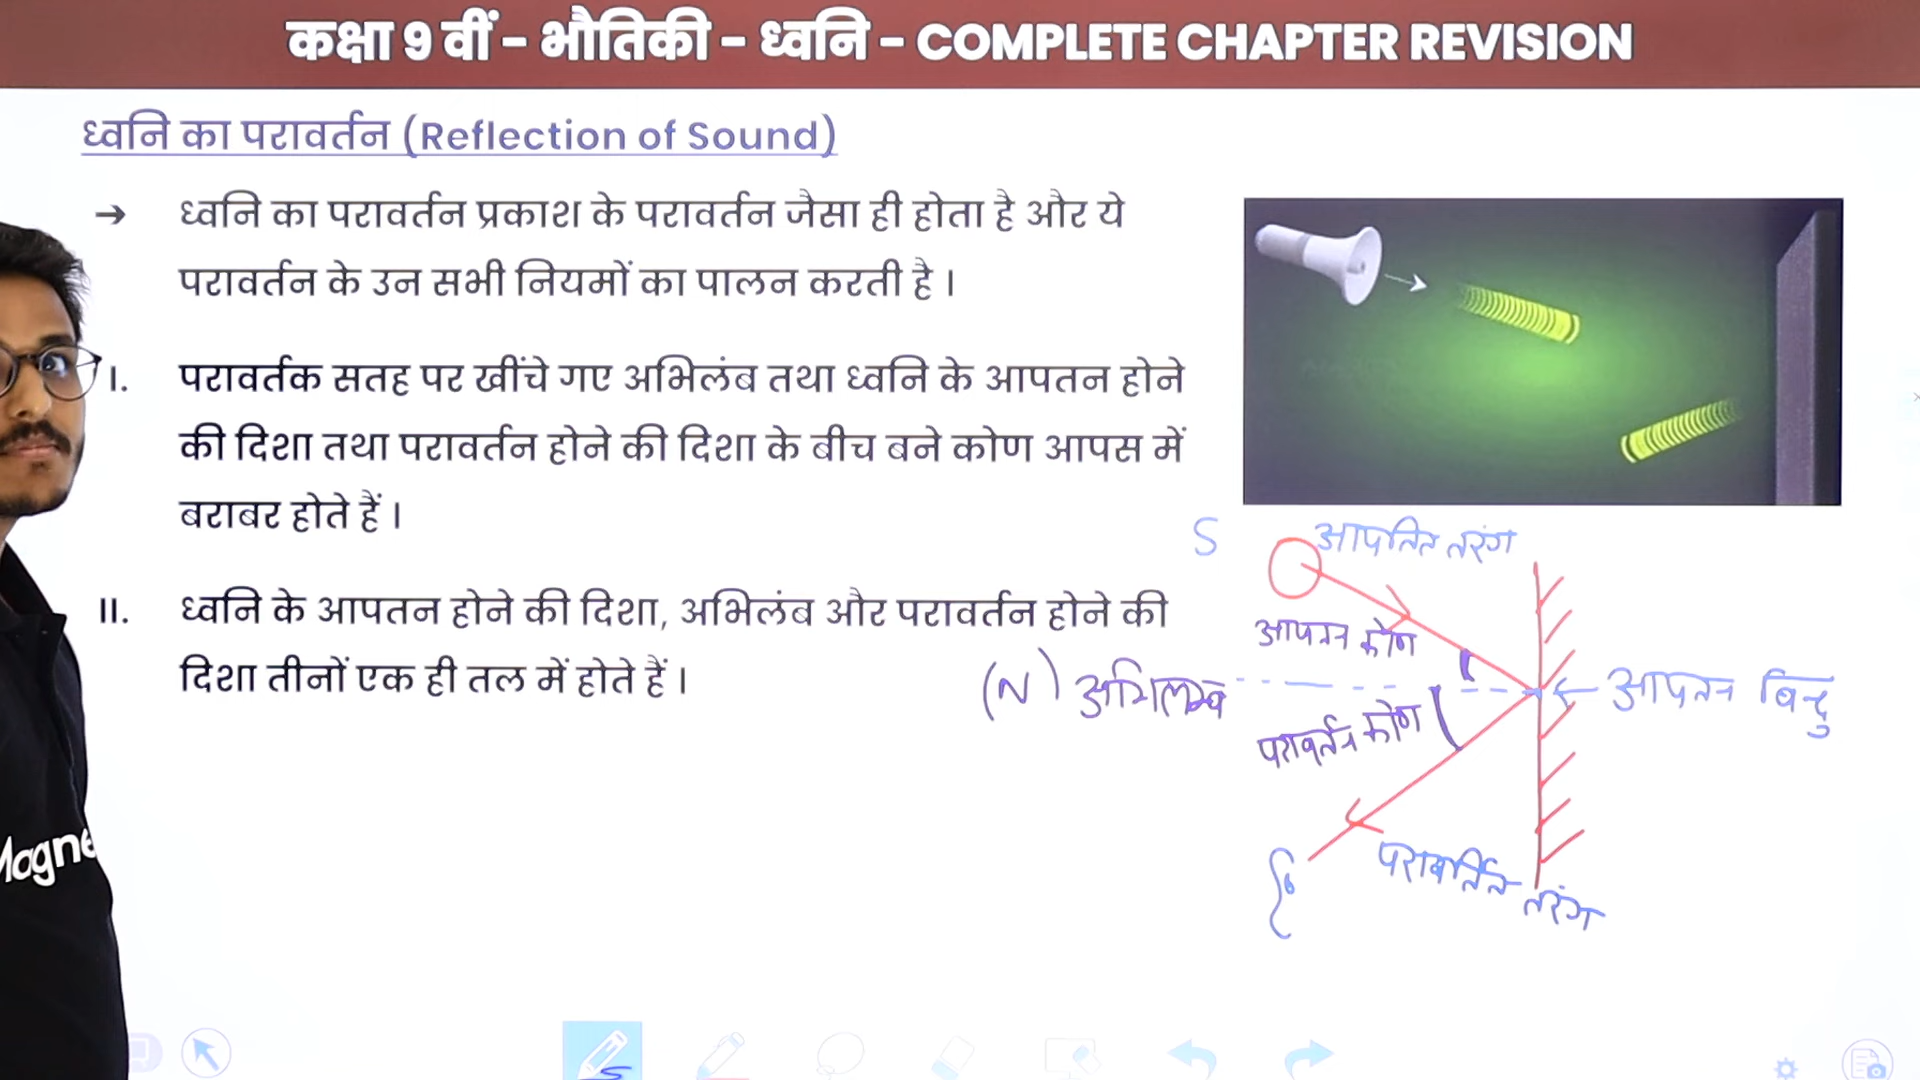 कक्षा 9 वीं - भौतिकी - ध्वनि - COMPLETE CHAPTER REVISION
ध्वनि का परावर्तन (Reflection of Sound)
→ ध्वनि का परावर्तन प्रकाश के परावर्तन जैसा ही होता है और ये
परावर्तन के उन सभी नियमों का पालन करती है ।
I. परावर्तक सतह पर खींचे गए अभिलंब तथा ध्वनि के आपतन होने
की दिशा तथा परावर्तन होने की दिशा के बीच बने कोण आपस में
बराबर होते हैं ।
II. ध्वनि के आपतन होने की दिशा, अभिलंब और परावर्तन होने की
दिशा तीनों एक ही तल में होते हैं ।
S
आपतित तरंग
आपतन कोण
(N) अभिलम्ब
आपतन बिन्दु
परावर्तन कोण
परावर्तित तरंग
Magne